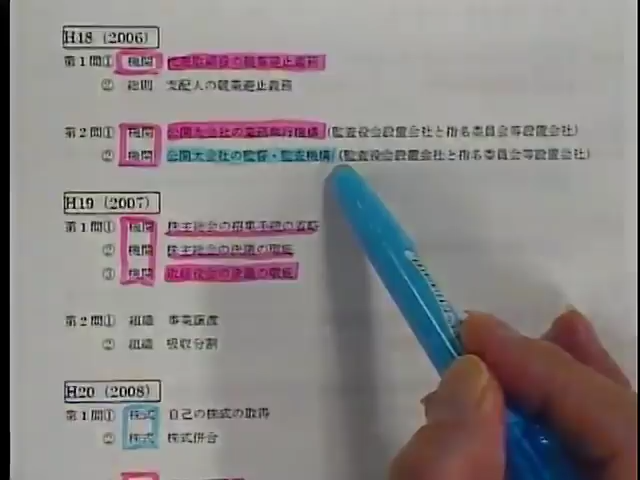 H18 (2006)
第1問① 機関 代表取締役の競業避止義務
② 総則 支配人の競業避止義務
第2問① 機関 公開大会社の業務執行機構 (監査役会設置会社と指名委員会等設置会社)
② 機関 公開大会社の監督・監査機構 (監査役会設置会社と指名委員会等設置会社)
H19 (2007)
第1問① 機関 株主総会の招集手続の省略
② 機関 株主総会の決議の瑕疵
③ 機関 取締役会の決議の瑕疵
第2問① 組織 事業譲渡
② 組織 吸収分割
H20 (2008)
第1問① 株式 自己の株式の取得
② 株式 株式併合